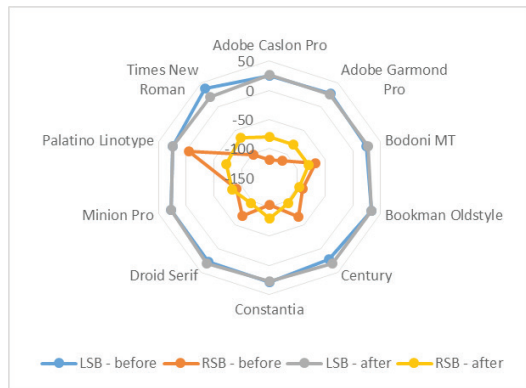 Adobe Caslon Pro
50
0
-50
-100
-150
Adobe Garmond
Pro
Bodoni MT
Bookman Oldstyle
Century
Constantia
Droid Serif
Minion Pro
Palatino Linotype
Times New
Roman
LSB - before RSB - before LSB - after RSB - after